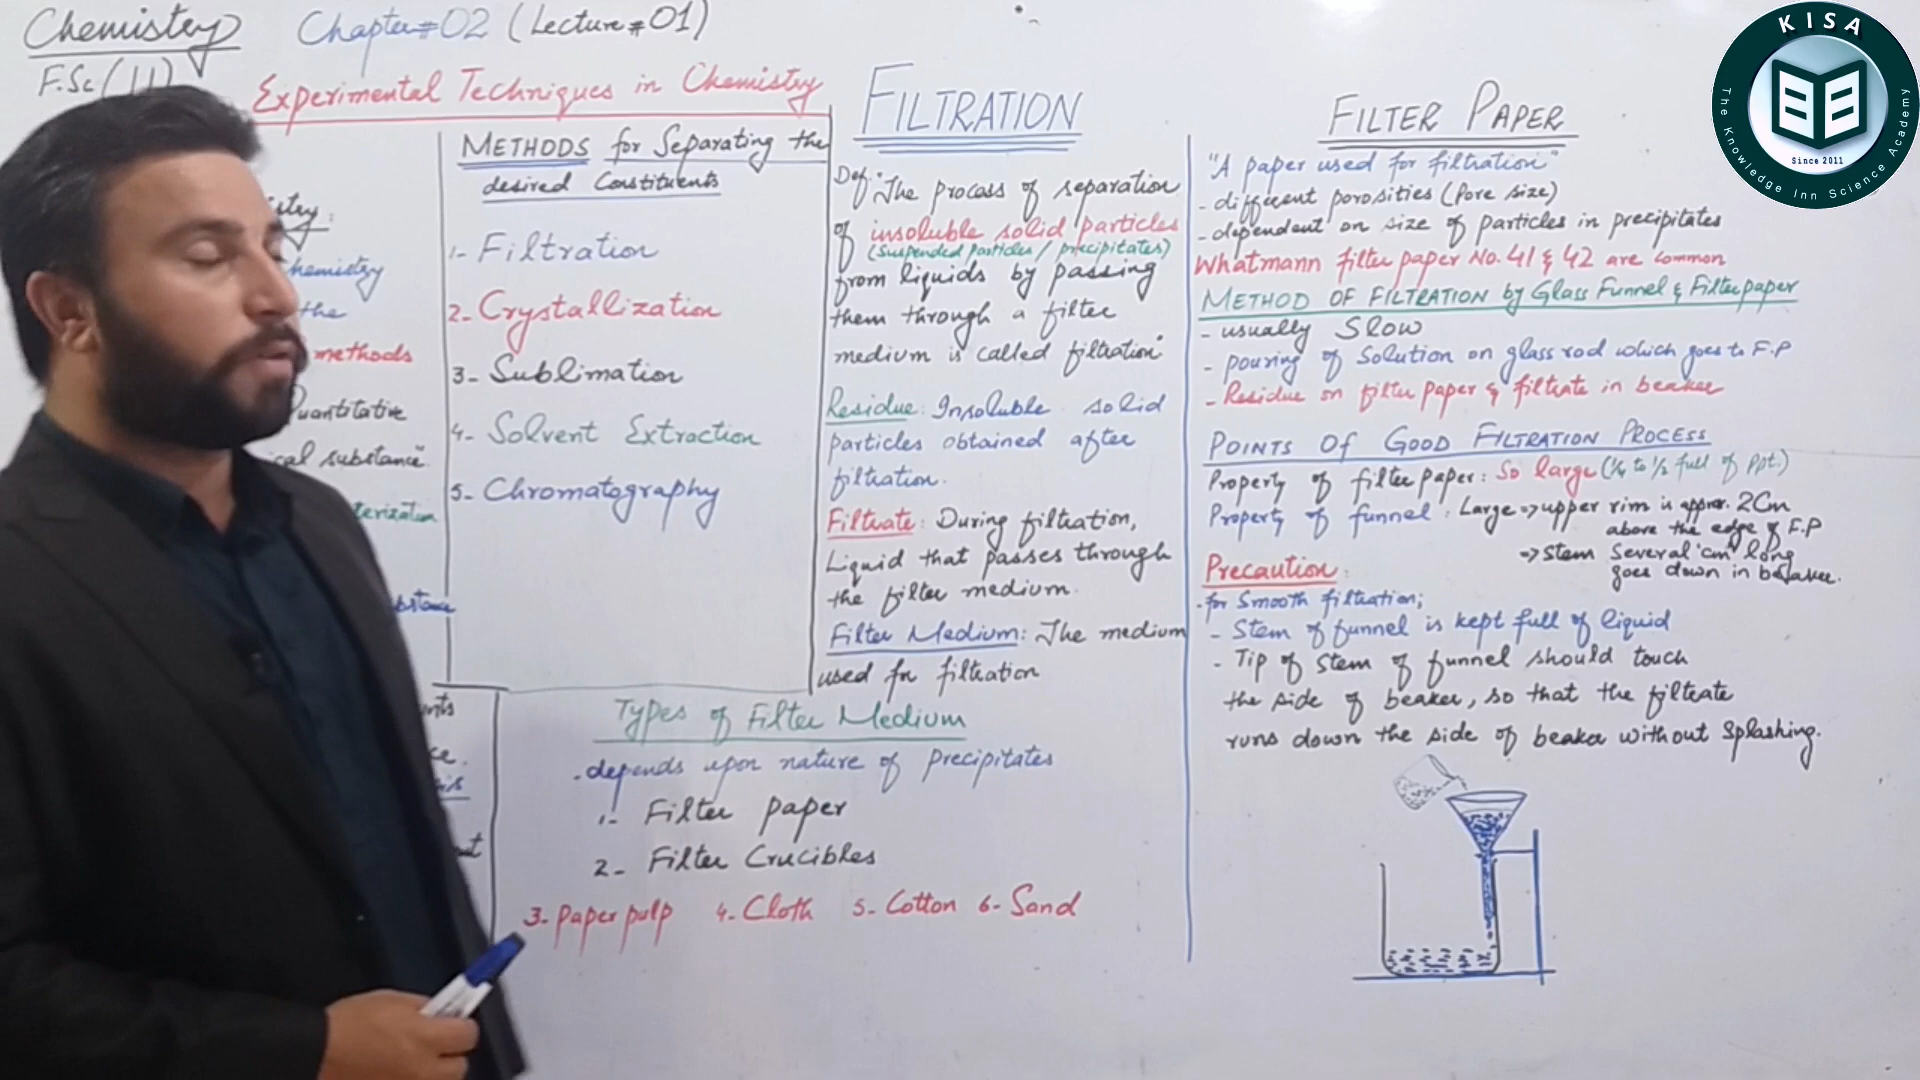 Chemistry Chapter#02 (Lecture#01)
F.Sc(11)
Experimental Techniques in Chemistry
hemistry
the
methods
Quantitative
ical substance"
terization
bstance
METHODS for Separating the
desired Constituents
1- Filtration
2- Crystallization
3- Sublimation
4- Solvent Extraction
5- Chromatography
FILTRATION
Def: "The process of separation
of insoluble solid particles
(Suspended Particles / precipitates)
from liquids by passing
them through a filter
medium is called filtration"
Residue: Insoluble solid
particles obtained after
filtration.
Filtrate: During filtration,
Liquid that passes through
the filter medium.
Filter Medium: The medium
used for filtration
Types of Filter Medium
- depends upon nature of Precipitates
1- Filter paper
2- Filter Crucibles
3- Paper pulp 4- Cloth 5- Cotton 6- Sand
FILTER PAPER
"A paper used for filtration"
- different porosities (Pore size)
- dependent on size of Particles in precipitates
Whatmann filter paper No. 41 & 42 are common
METHOD OF FILTRATION by Glass Funnel & Filter paper
- usually Slow
- pouring of Solution on glass rod which goes to F.P
- Residue on filter paper & filtrate in beaker
POINTS OF GOOD FILTRATION PROCESS
Property of filter paper: So large (1/4 to 1/2 full of Ppt.)
Property of funnel: Large => upper rim is approx. 2Cm
above the edge of F.P
=> Stem Several "cm" long
goes down in beaker.
Precaution:
- for Smooth filtration;
- Stem of funnel is kept full of liquid
- Tip of stem of funnel should touch
the side of beaker, so that the filtrate
runs down the side of beaker without Splashing.
KISA
The Knowledge Inn Science Academy
Since 2011